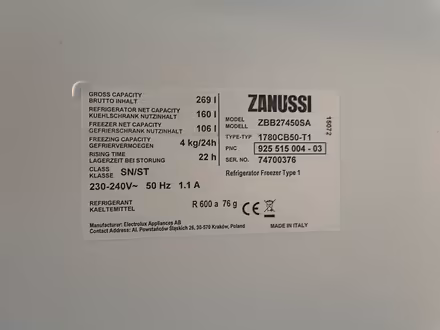 GROSS CAPACITY
BRUTTO INHALT 269 l
REFRIGERATOR NET CAPACITY
KUEHLSCHRANK NUTZINHALT 160 l
FREEZER NET CAPACITY
GEFRIERSCHRANK NUTZINHALT 106 l
FREEZING CAPACITY
GEFRIERVERMOEGEN 4 kg/24h
RISING TIME
LAGERZEIT BEI STORUNG 22 h
CLASS
KLASSE SN/ST
230-240V~ 50 Hz 1.1 A
REFRIGERANT
KAELTEMITTEL R 600 a 76 g
CE
Manufacturer: Electrolux Appliances AB
Contact Address: Al. Powstańców Śląskich 26, 30-570 Kraków, Poland
ZANUSSI
MODEL
MODELL ZBB27450SA
TYPE-TYP 1780CB50-T1
PNC 925 515 004 - 03
SER. NO. 74700376
Refrigerator Freezer Type 1
MADE IN ITALY
18072